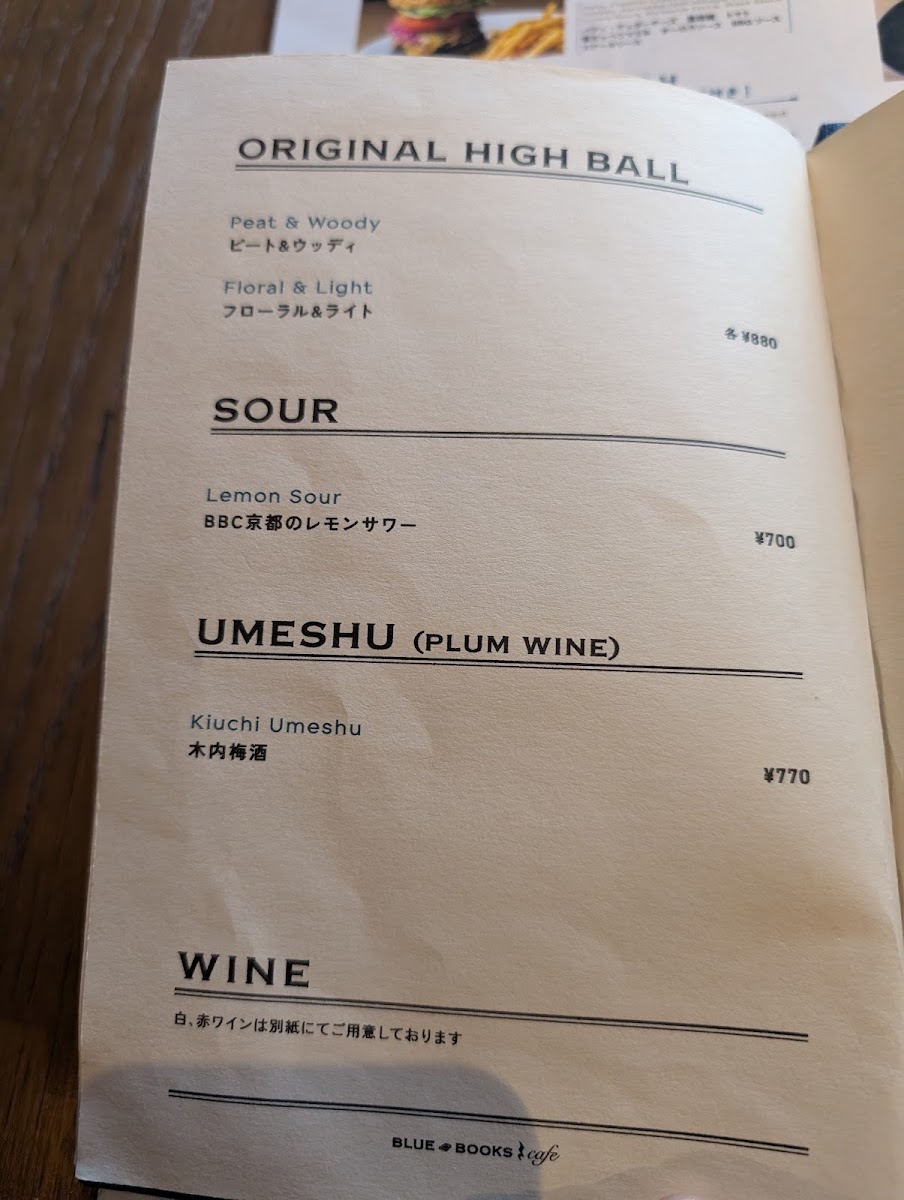 ORIGINAL HIGH BALL
Peat & Woody
ピート&ウッディ
Floral & Light
フローラル&ライト
各 ¥880
SOUR
Lemon Sour
BBC京都のレモンサワー
¥700
UMESHU (PLUM WINE)
Kiuchi Umeshu
木内梅酒
¥770
WINE
白、赤ワインは別紙にてご用意しております
BLUE BOOKS cafe